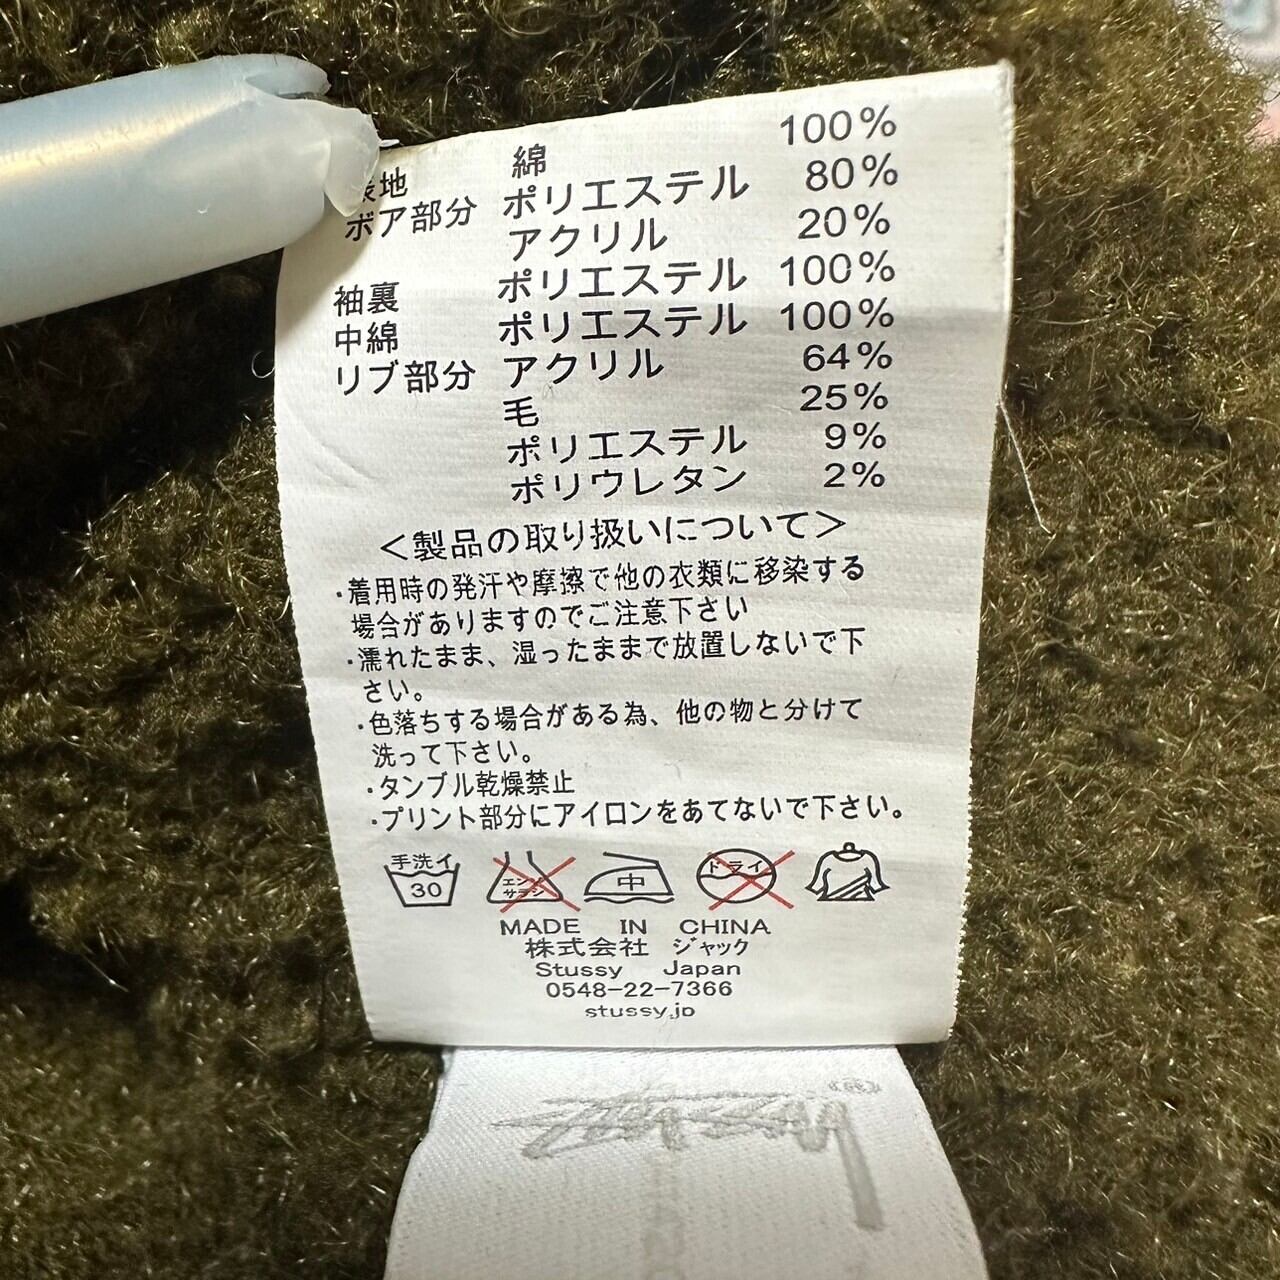 表地 綿 100%
ボア部分 ポリエステル 80%
アクリル 20%
袖裏 ポリエステル 100%
中綿 ポリエステル 100%
リブ部分 アクリル 64%
毛 25%
ポリエステル 9%
ポリウレタン 2%
<製品の取り扱いについて>
・着用時の発汗や摩擦で他の衣類に移染する
場合がありますのでご注意下さい
・濡れたまま、湿ったままで放置しないで下
さい。
・色落ちする場合がある為、他の物と分けて
洗って下さい。
・タンブル乾燥禁止
・プリント部分にアイロンをあてないで下さい。
手洗イ 30 エンソ サラシ 中 ドライ
MADE IN CHINA
株式会社 ジャック
Stussy Japan
0548-22-7366
stussy.jp